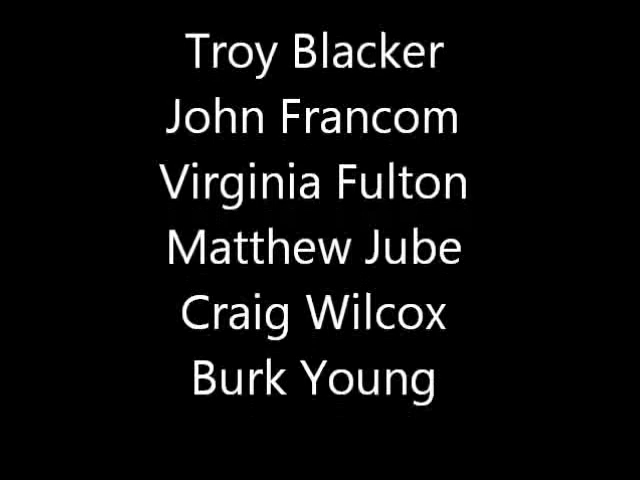 Troy Blacker
John Francom
Virginia Fulton
Matthew Jube
Craig Wilcox
Burk Young